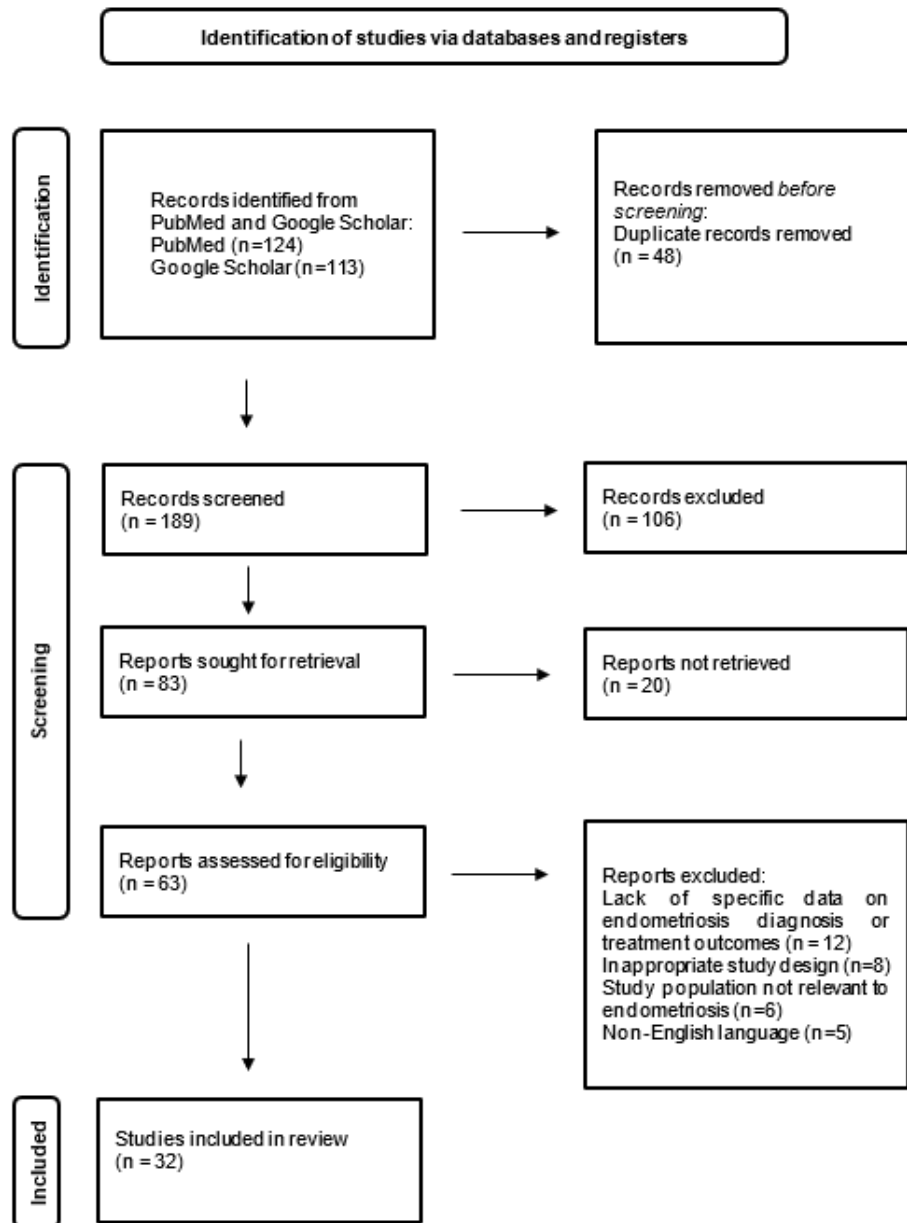 Identification of studies via databases and registers
Identification
Records identified from
PubMed and Google Scholar:
PubMed (n=124)
Google Scholar (n=113)
Records removed before
screening:
Duplicate records removed
(n = 48)
Screening
Records screened
(n = 189)
Records excluded
(n = 106)
Reports sought for retrieval
(n = 83)
Reports not retrieved
(n = 20)
Reports assessed for eligibility
(n = 63)
Reports excluded:
Lack of specific data on
endometriosis diagnosis or
treatment outcomes (n = 12)
Inappropriate study design (n=8)
Study population not relevant to
endometriosis (n=6)
Non-English language (n=5)
Included
Studies included in review
(n = 32)